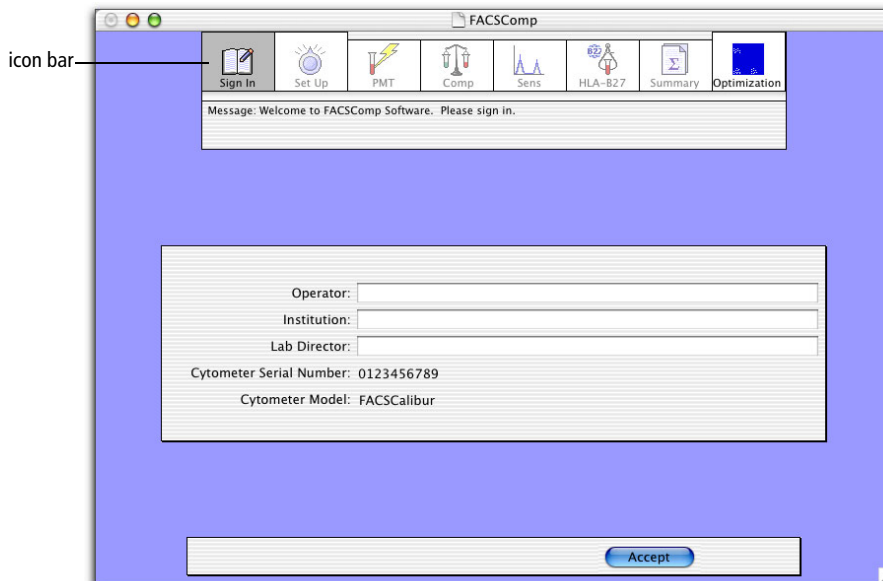 FACSComp
icon bar
B27
Σ
Sign In Set Up PMT Comp Sens HLA-B27 Summary Optimization
Message: Welcome to FACSComp Software. Please sign in.
Operator:
Institution:
Lab Director:
Cytometer Serial Number: 0123456789
Cytometer Model: FACSCalibur
Accept